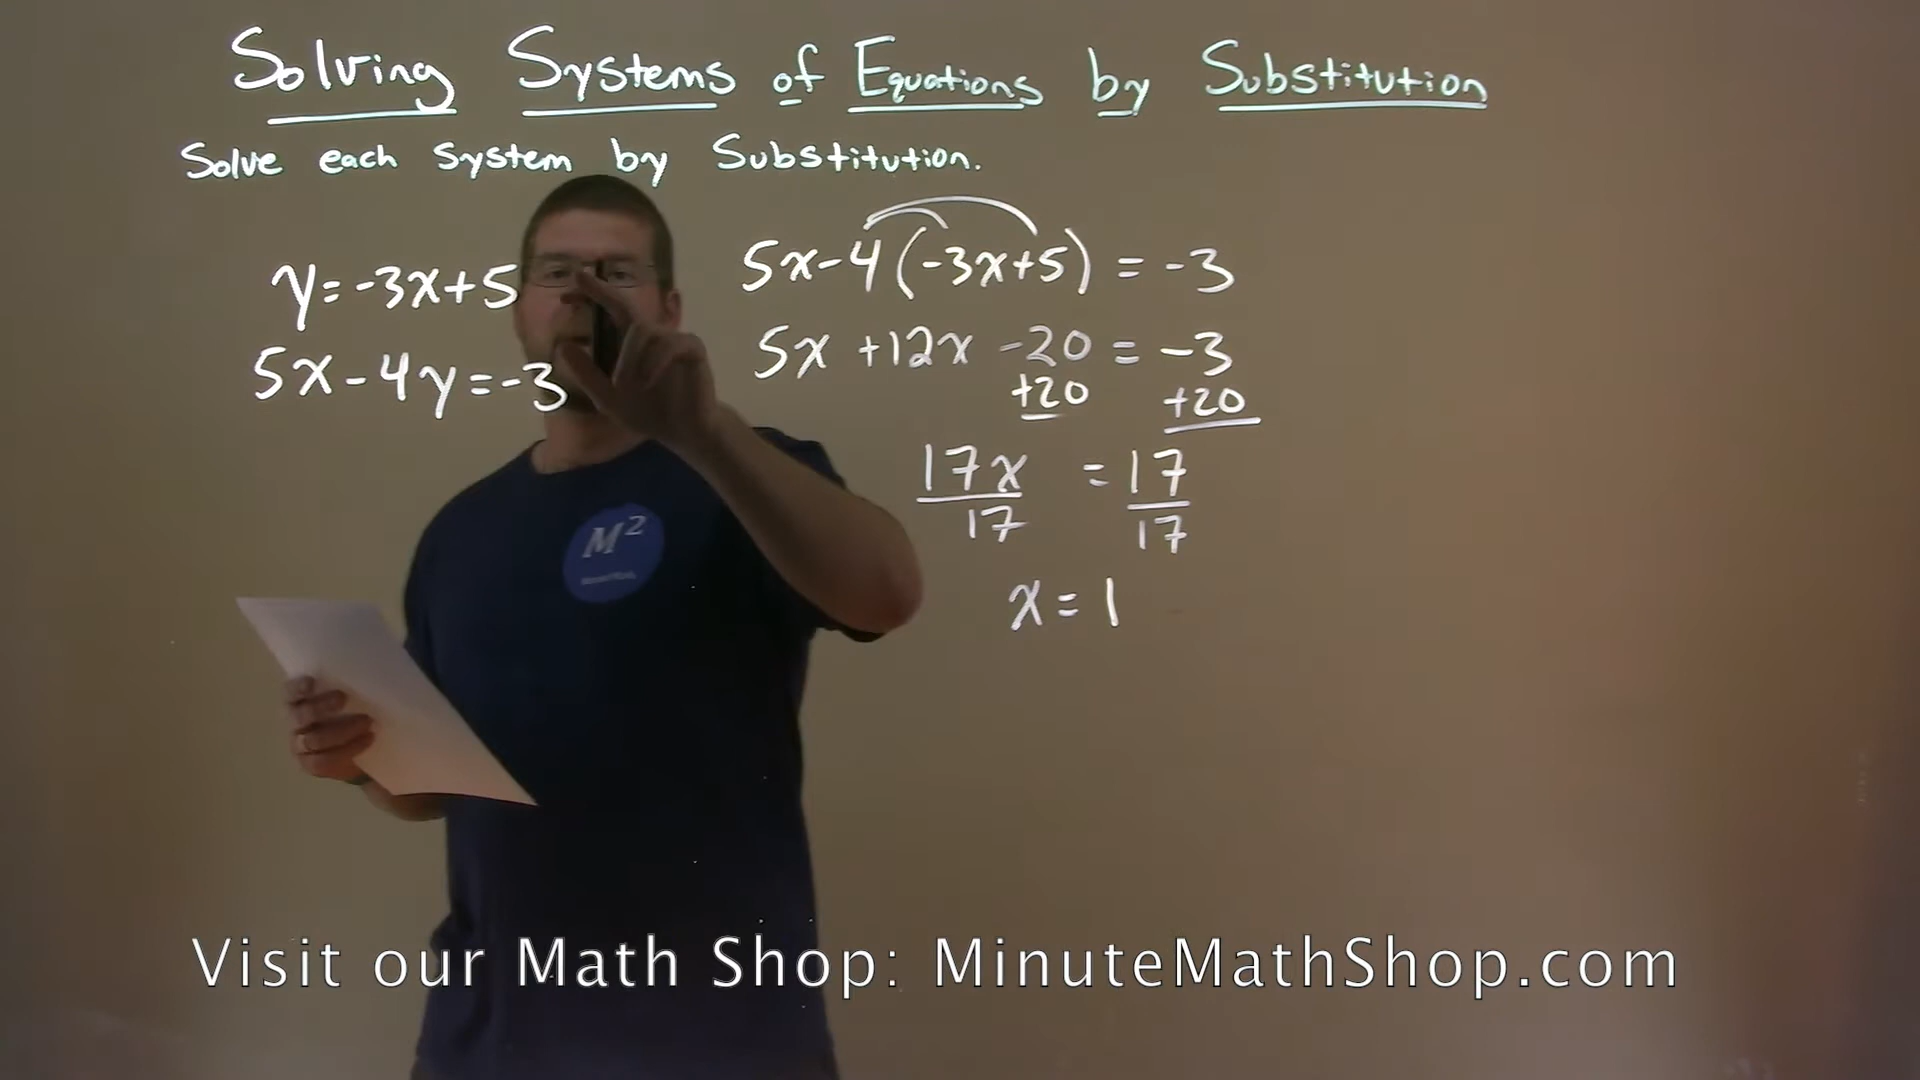 Solving Systems of Equations by Substitution
Solve each System by Substitution.
y=-3x+5
5x-4y=-3
5x-4(-3x+5)=-3
5x+12x-20=-3
+20 +20
17x=17
17 17
x=1
M²
Visit our Math Shop: MinuteMathShop.com